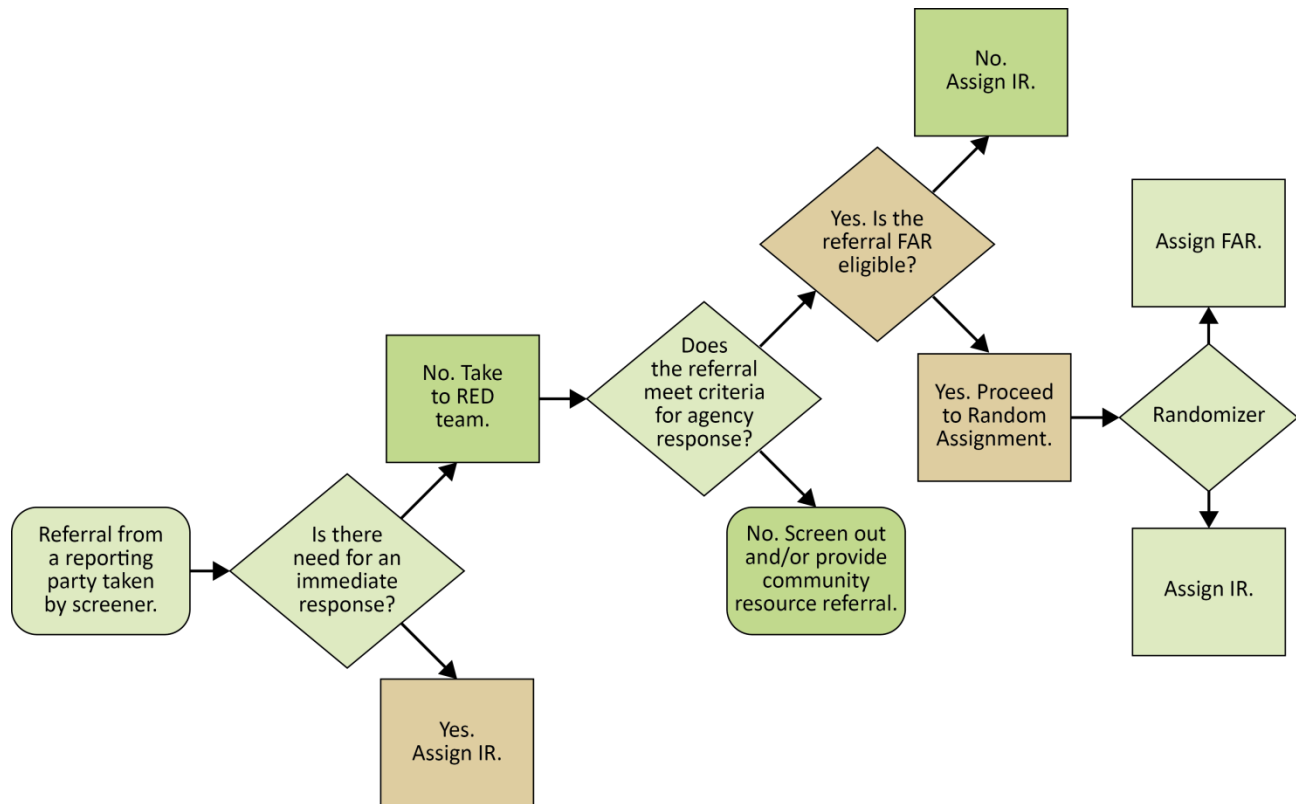 Referral from
a reporting
party taken
by screener.
Is there
need for an
immediate
response?
Yes.
Assign IR.
No. Take
to RED
team.
Does
the referral
meet criteria
for agency
response?
No. Screen out
and/or provide
community
resource referral.
Yes. Is the
referral FAR
eligible?
No.
Assign IR.
Yes. Proceed
to Random
Assignment.
Randomizer
Assign FAR.
Assign IR.